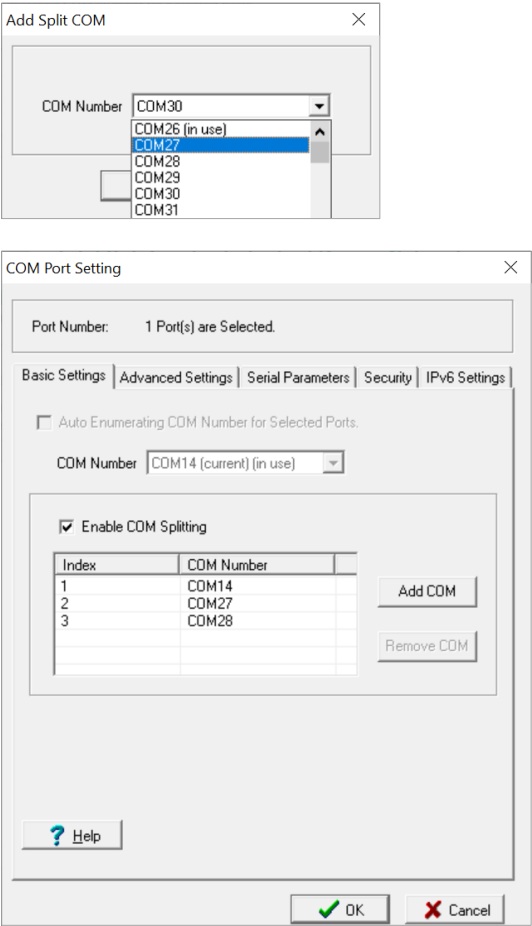 Add Split COM
COM Number COM30
COM26 (in use)
COM27
COM28
COM29
COM30
COM31
COM Port Setting
Port Number: 1 Port(s) are Selected.
Basic Settings Advanced Settings Serial Parameters Security IPv6 Settings
Auto Enumerating COM Number for Selected Ports.
COM Number COM14 (current) (in use)
Enable COM Splitting
Index COM Number
1 COM14
2 COM27
3 COM28
Add COM
Remove COM
? Help
OK Cancel